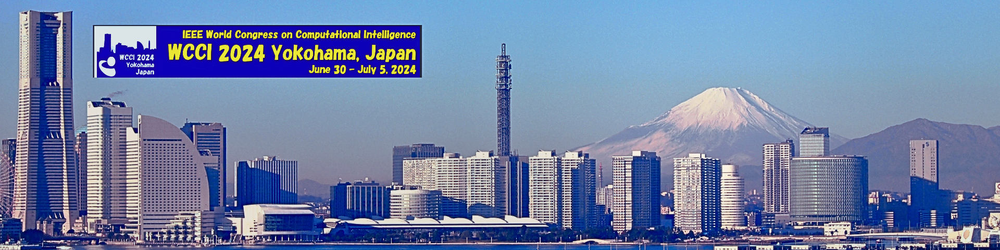 IEEE World Congress on Computational Intelligence
WCCI 2024 Yokohama, Japan
June 30 - July 5, 2024
WCCI 2024
Yokohama
Japan
S